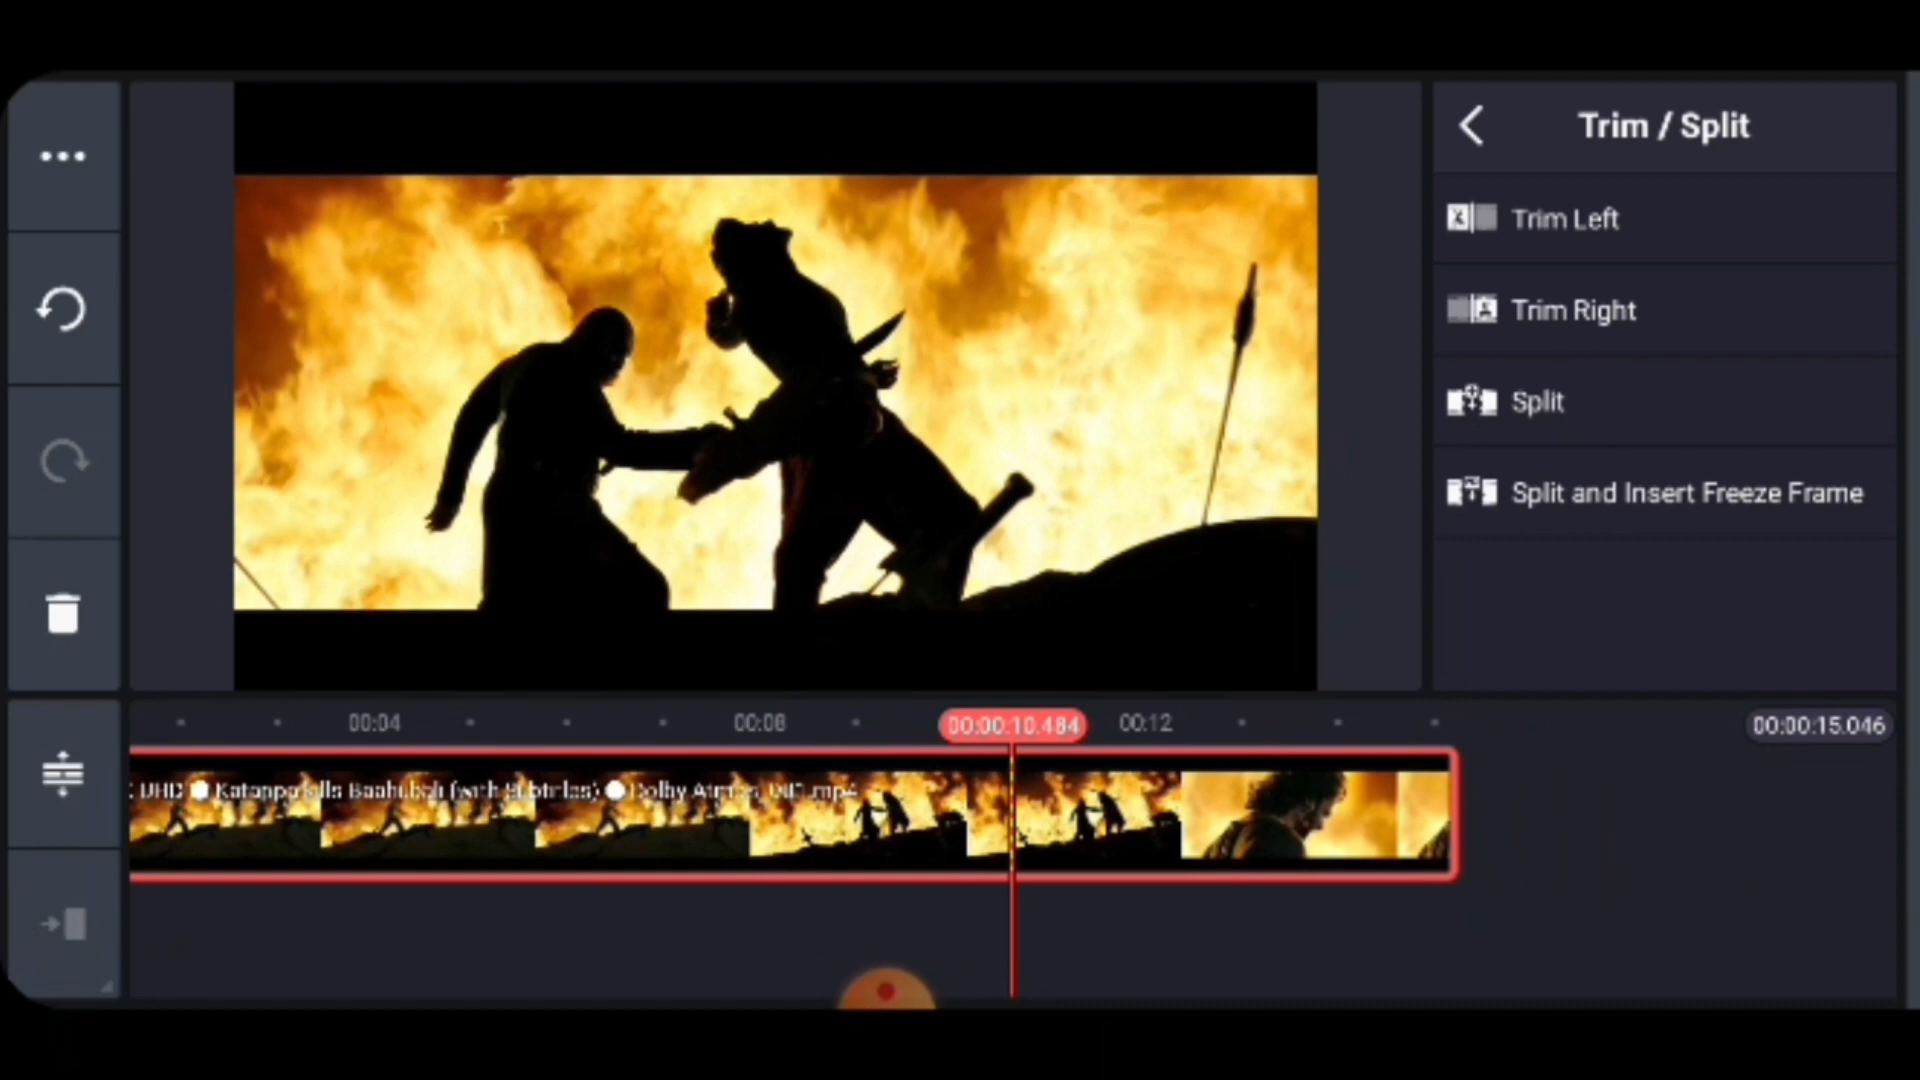 Trim / Split
Trim Left
Trim Right
Split
Split and Insert Freeze Frame
00:04
00:08
00:00:10.484
00:12
00:00:15.046
UHD Katappa kills Baahubali (with Subtitles) Dolby Atmos .mp4